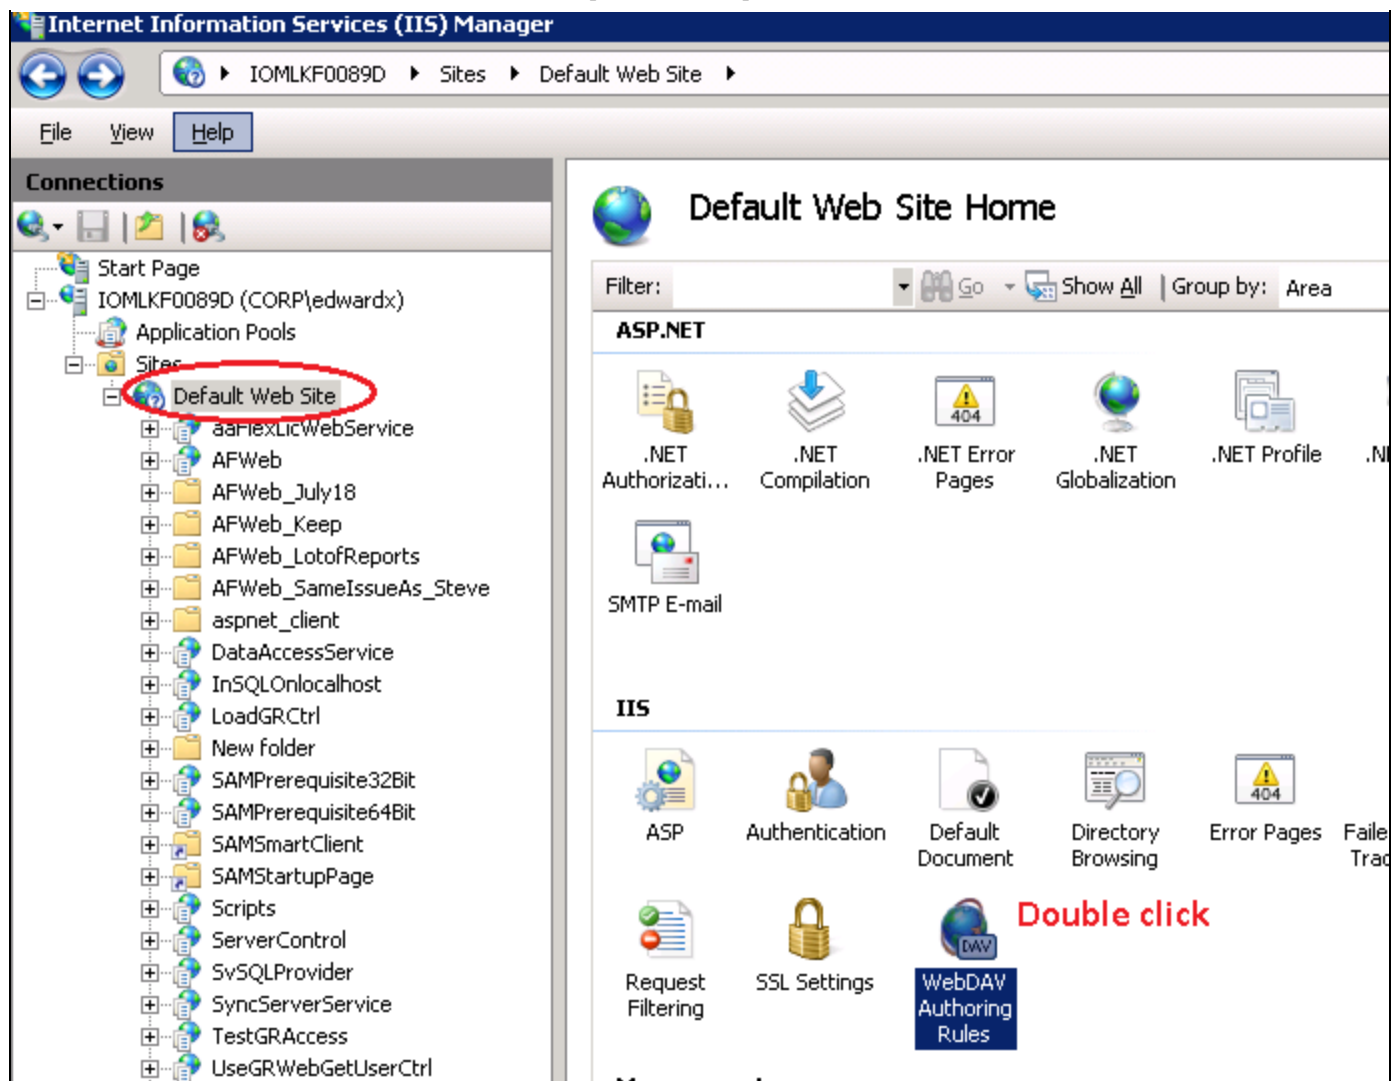 Internet Information Services (IIS) Manager
IOMLKF0089D Sites Default Web Site
File View Help
Connections
Start Page
IOMLKF0089D (CORP\edwardx)
Application Pools
Sites
Default Web Site
aaFlexLicWebService
AFWeb
AFWeb_July18
AFWeb_Keep
AFWeb_LotofReports
AFWeb_SameIssueAs_Steve
aspnet_client
DataAccessService
InSQLOnlocalhost
LoadGRCtrl
New folder
SAMPrerequisite32Bit
SAMPrerequisite64Bit
SAMSmartClient
SAMStartupPage
Scripts
ServerControl
SvSQLProvider
SyncServerService
TestGRAccess
UseGRWebGetUserCtrl
Default Web Site Home
Filter: Go Show All Group by: Area
ASP.NET
.NET
Authorizati...
.NET
Compilation
404
.NET Error
Pages
.NET
Globalization
.NET Profile
SMTP E-mail
IIS
ASP
Authentication
Default
Document
Directory
Browsing
404
Error Pages
Request
Filtering
SSL Settings
DAV
WebDAV
Authoring
Rules
Double click